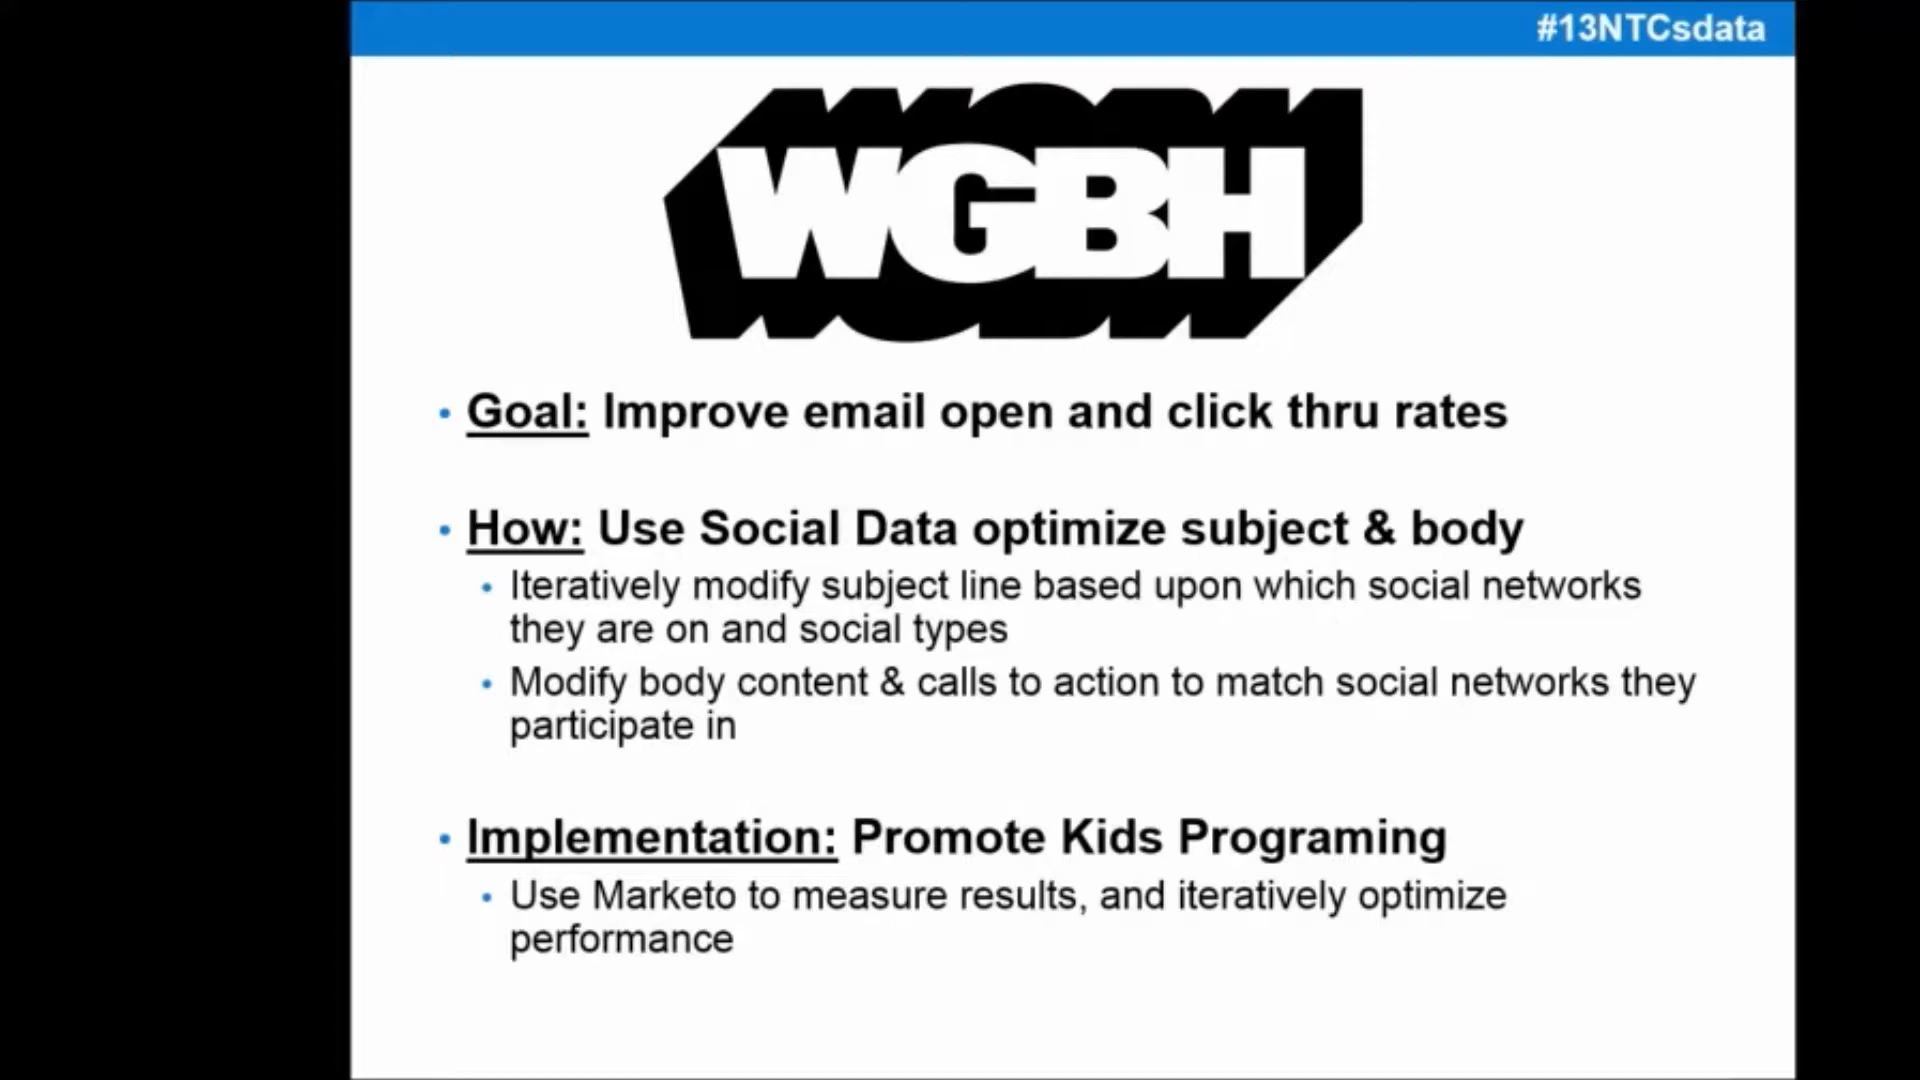 #13NTCsdata
WGBH
• Goal: Improve email open and click thru rates
• How: Use Social Data optimize subject & body
• Iteratively modify subject line based upon which social networks
they are on and social types
• Modify body content & calls to action to match social networks they
participate in
• Implementation: Promote Kids Programing
• Use Marketo to measure results, and iteratively optimize
performance